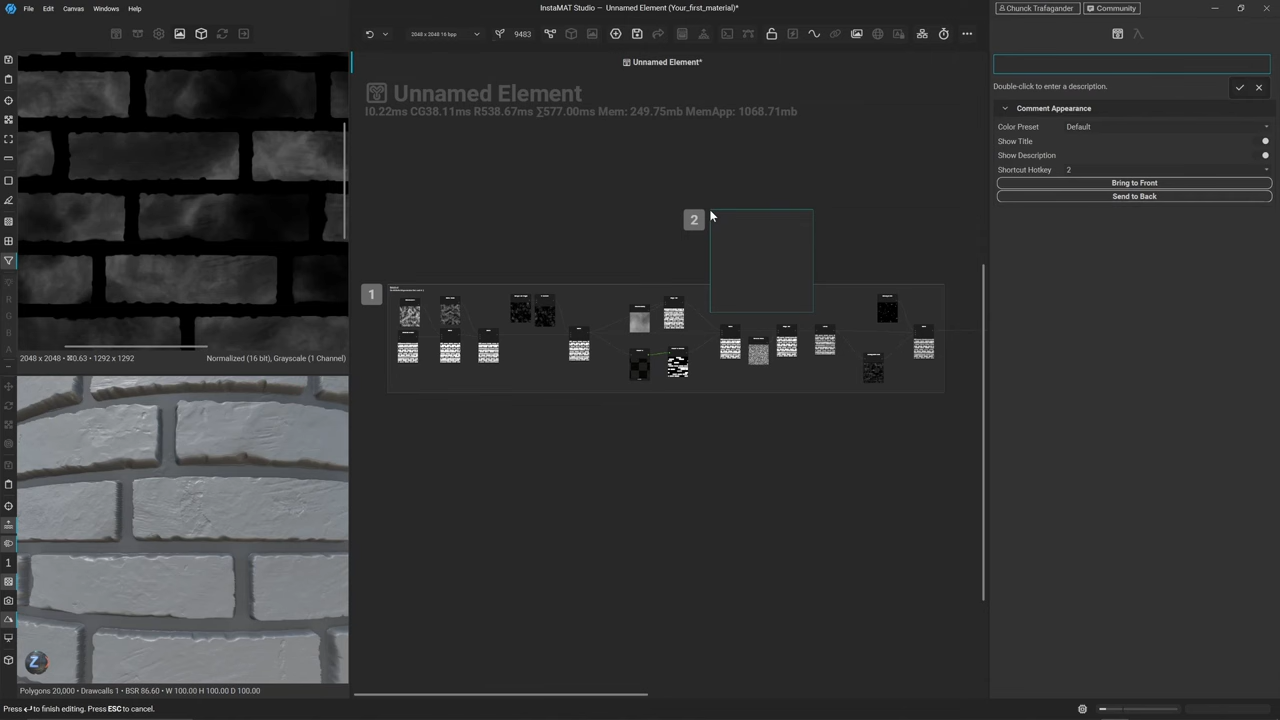 File Edit Canvas Windows Help
InstaMAT Studio – Unnamed Element (Your_first_material)*
Chunck Trafagander
Community
2048 x 2048 16 bpp
9483
Unnamed Element*
Unnamed Element
I0.22ms CG38.11ms R538.67ms ∑577.00ms Mem: 249.75mb MemApp: 1068.71mb
Double-click to enter a description.
Comment Appearance
Color Preset Default
Show Title
Show Description
Shortcut Hotkey 2
Bring to Front
Send to Back
2
1
R
G
B
A
2048 x 2048 • ⌘0.63 • 1292 x 1292
Normalized (16 bit), Grayscale (1 Channel)
1
Z
Polygons 20,000 • Drawcalls 1 • BSR 86.60 • W 100.00 H 100.00 D 100.00
Press ↵ to finish editing. Press ESC to cancel.